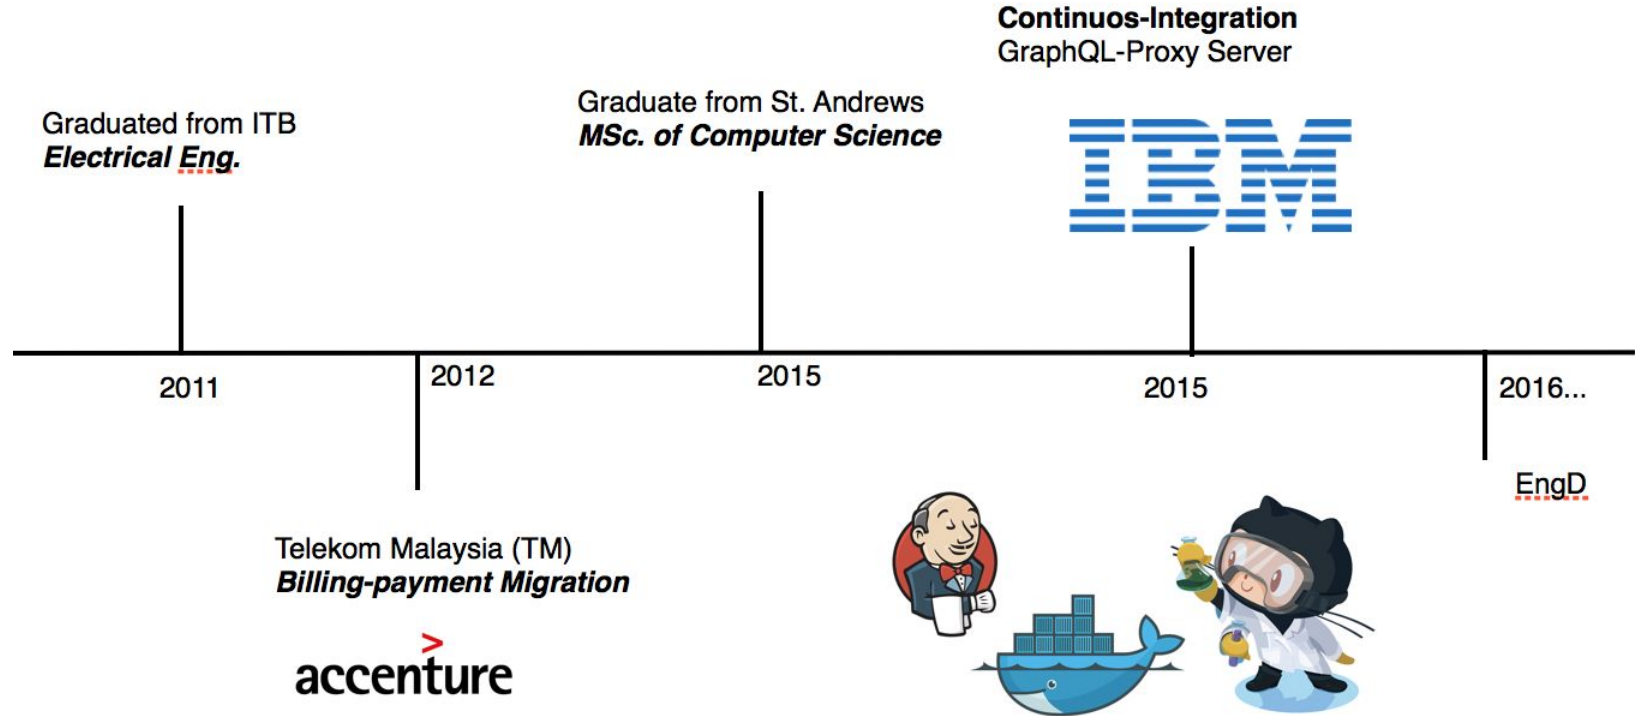 Continuos-Integration
GraphQL-Proxy Server
IBM
Graduate from St. Andrews
MSc. of Computer Science
Graduated from ITB
Electrical Eng.
2011
2012
2015
2015
2016...
EngD
Telekom Malaysia (TM)
Billing-payment Migration
>
accenture